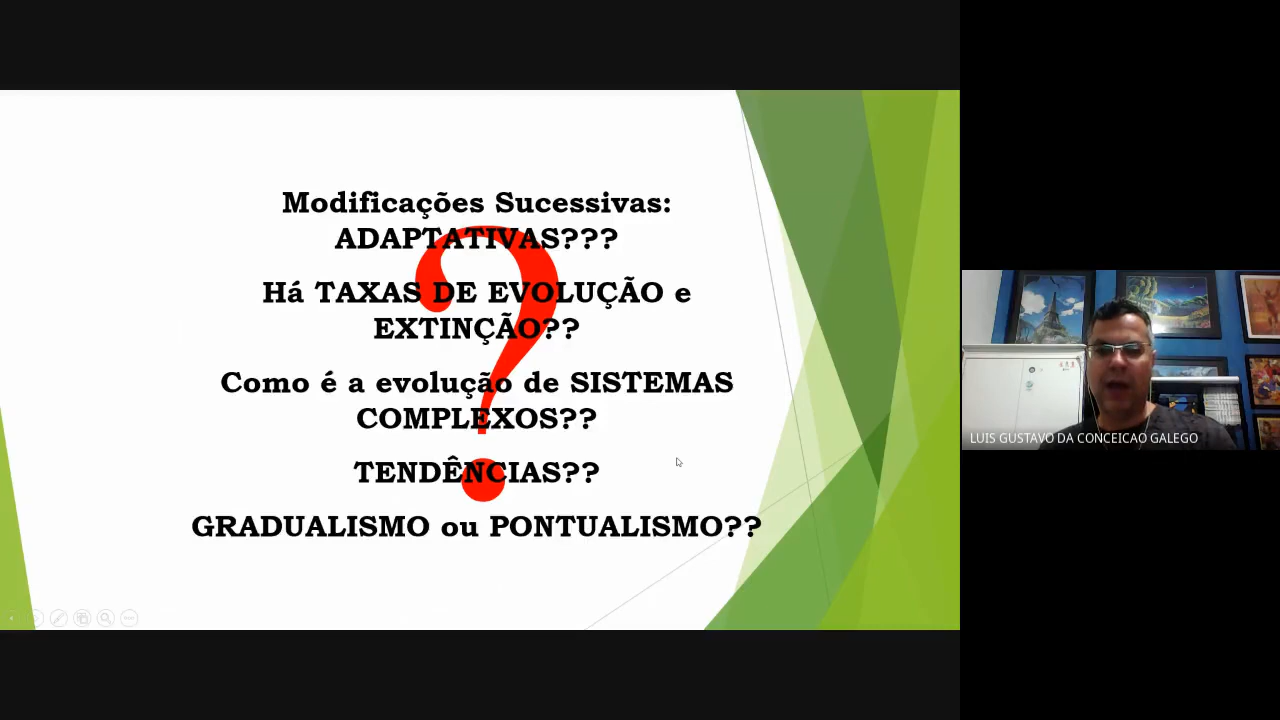 Modificações Sucessivas:
ADAPTATIVAS???
Há TAXAS DE EVOLUÇÃO e
EXTINÇÃO??
Como é a evolução de SISTEMAS
COMPLEXOS??
TENDÊNCIAS??
GRADUALISMO ou PONTUALISMO??
?
LUIS GUSTAVO DA CONCEICAO GALEGO